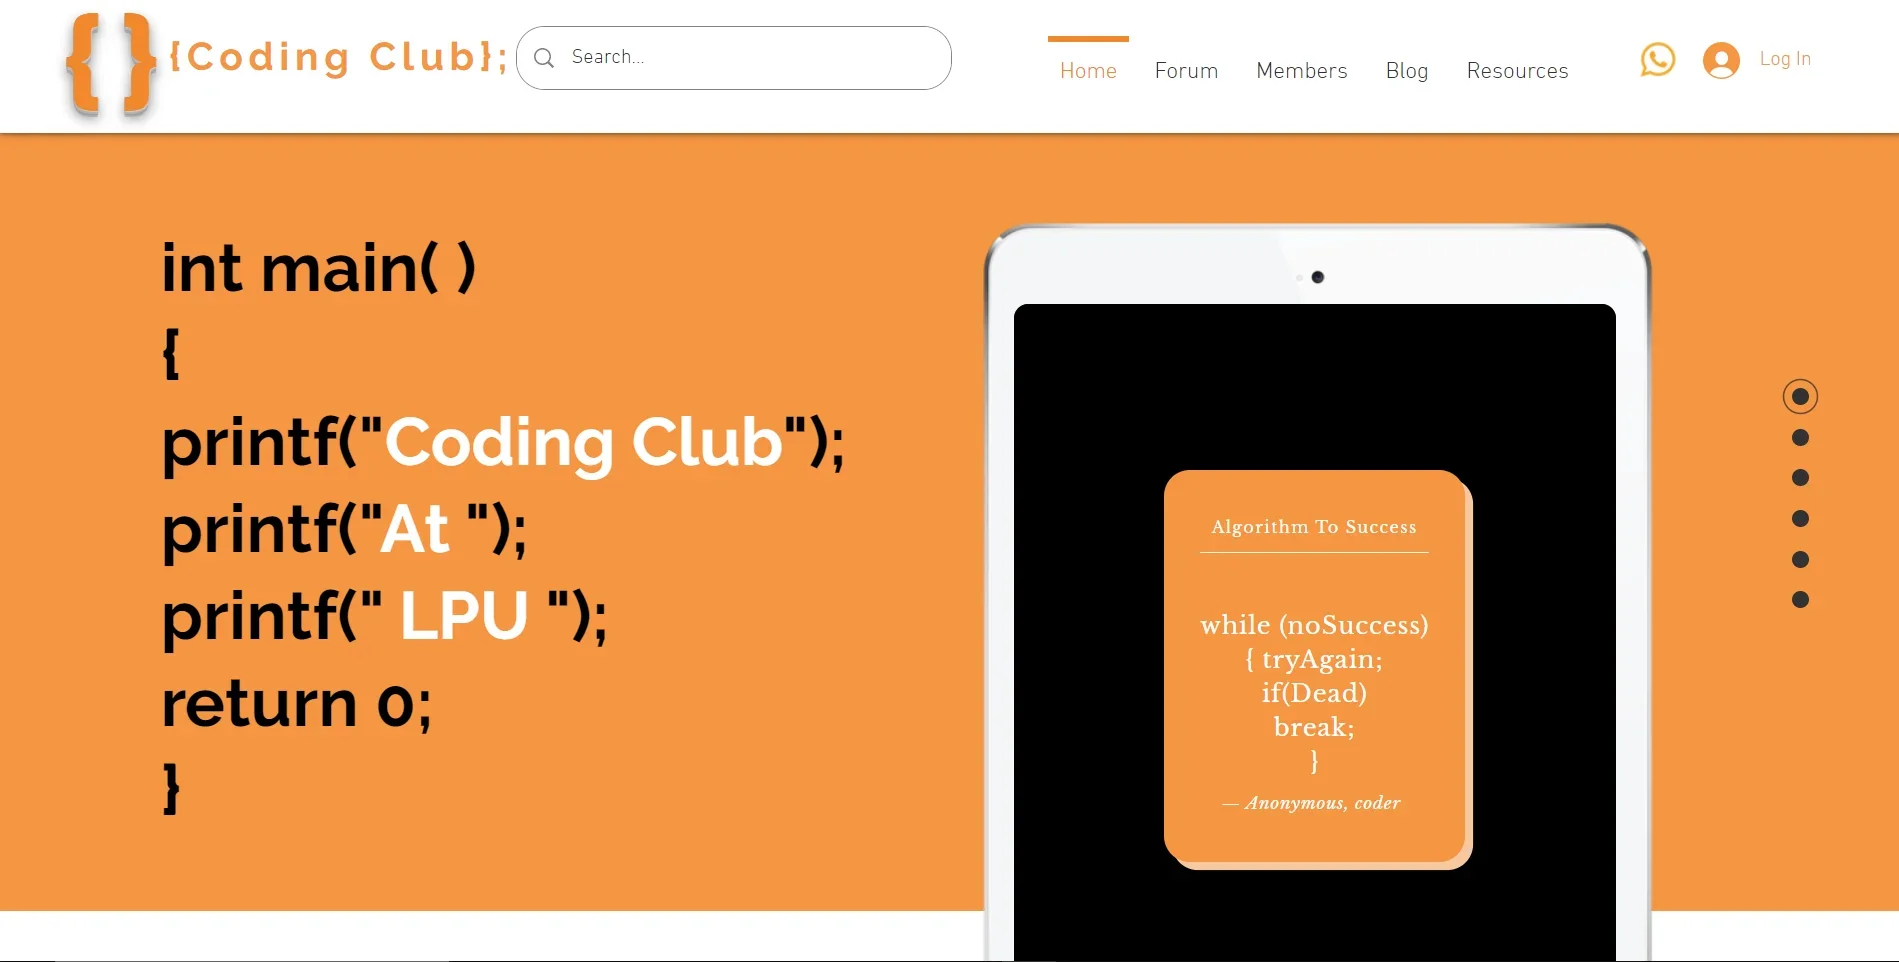 { }
{Coding Club};
Search...
Home
Forum
Members
Blog
Resources
Log In
int main( )
{
printf("Coding Club");
printf("At ");
printf(" LPU ");
return 0;
}
Algorithm To Success
while (noSuccess)
{ tryAgain;
if(Dead)
break;
}
— Anonymous, coder